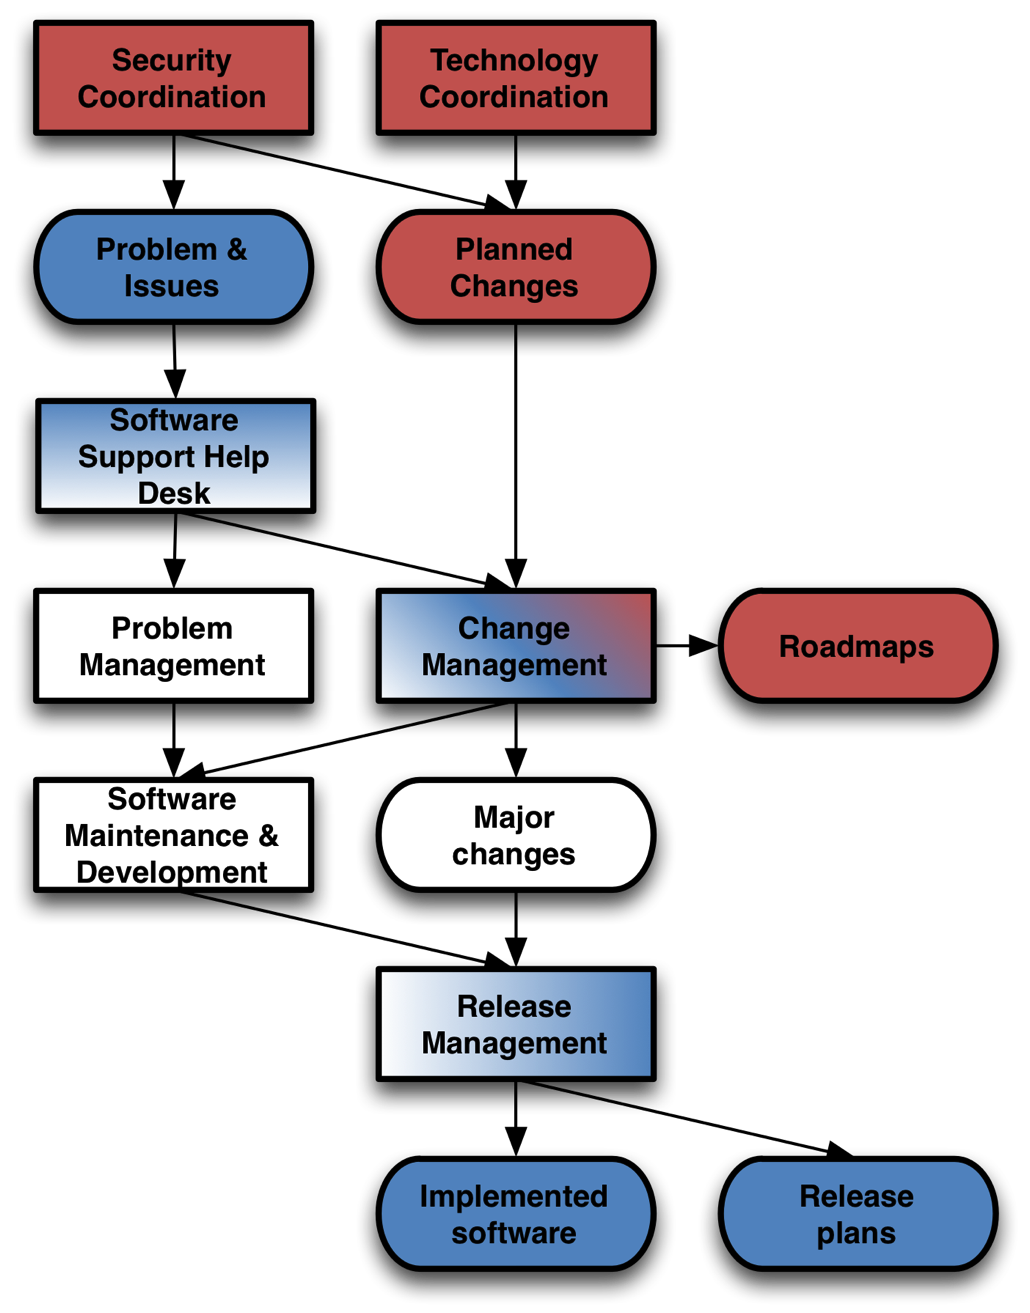 Security
Coordination
Technology
Coordination
Problem &
Issues
Planned
Changes
Software
Support Help
Desk
Problem
Management
Change
Management
Roadmaps
Software
Maintenance &
Development
Major
changes
Release
Management
Implemented
software
Release
plans